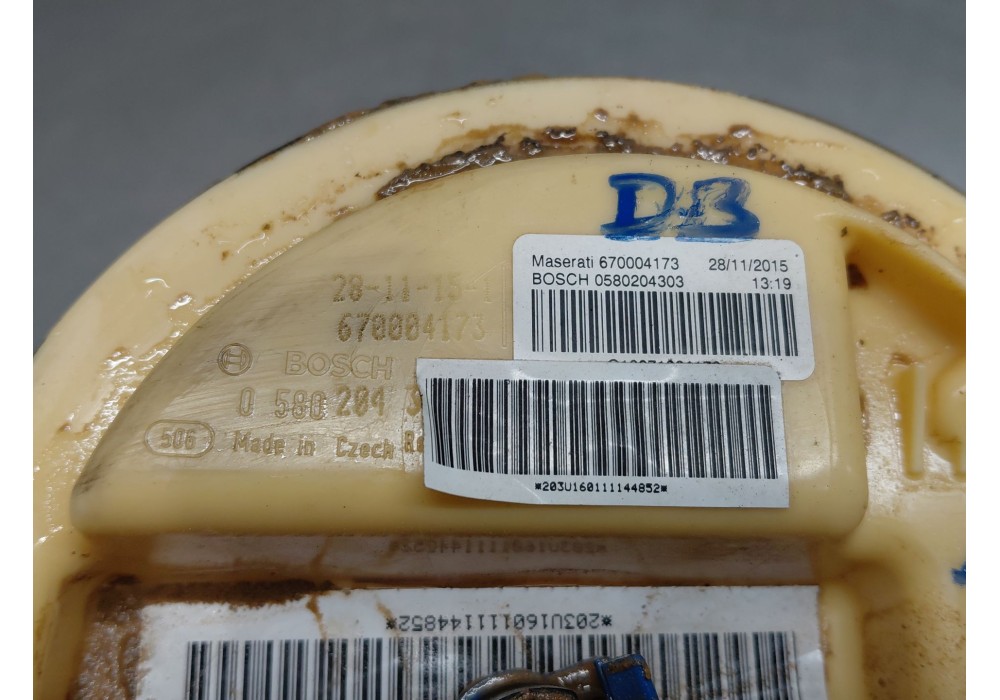 DB
Maserati 670004173 28/11/2015
BOSCH 0580204303 13:19
28-11-15-1
670004173
BOSCH
0 580 204
506 Made in Czech
*203U160111144852*
*203U160111144852*
*203U160111144852*